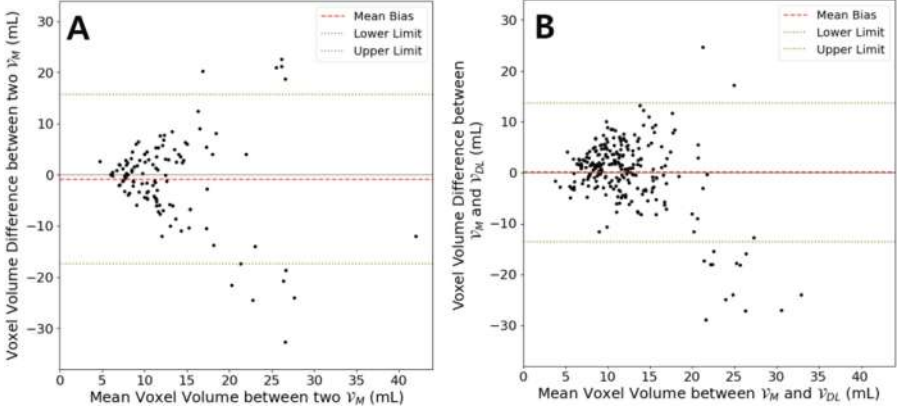 A
Mean Bias
Lower Limit
Upper Limit
Voxel Volume Difference between two 𝒱M (mL)
30
20
10
0
−10
−20
−30
0 5 10 15 20 25 30 35 40
Mean Voxel Volume between two 𝒱M (mL)
B
Mean Bias
Lower Limit
Upper Limit
Voxel Volume Difference between
𝒱M and 𝒱DL (mL)
30
20
10
0
−10
−20
−30
0 5 10 15 20 25 30 35 40
Mean Voxel Volume between 𝒱M and 𝒱DL (mL)